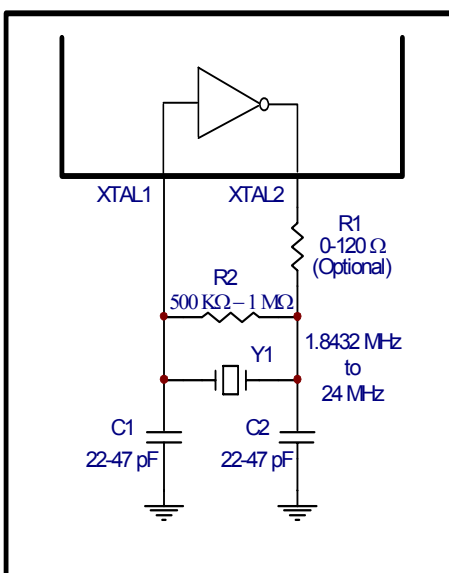 XTAL1
XTAL2
R1
0-120 Ω
(Optional)
R2
500 KΩ – 1 MΩ
Y1
1.8432 MHz
to
24 MHz
C1
22-47 pF
C2
22-47 pF